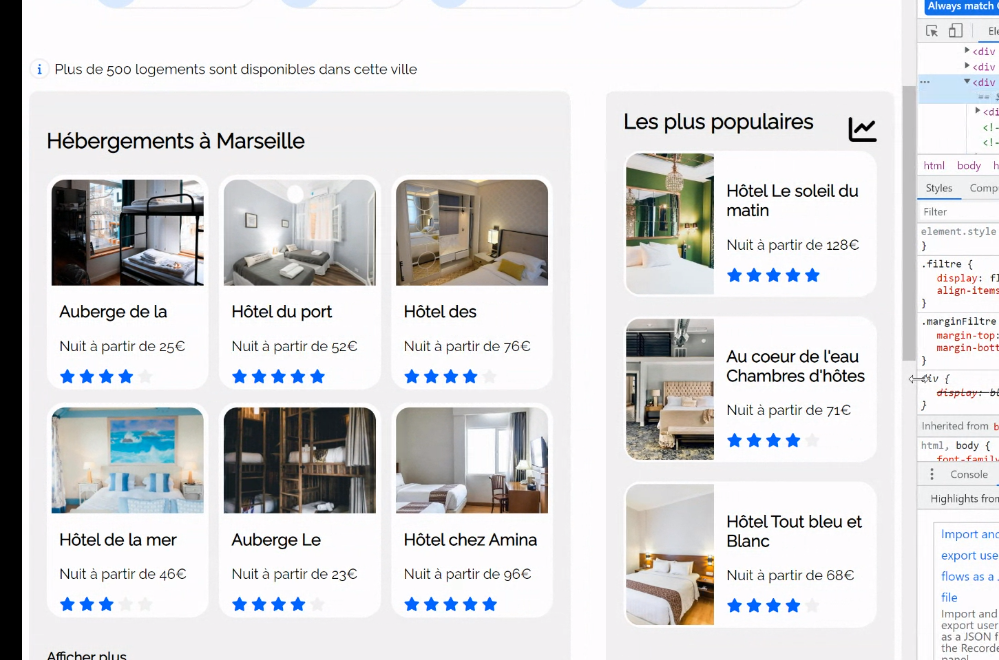 Plus de 500 logements sont disponibles dans cette ville
Hébergements à Marseille
Auberge de la
Nuit à partir de 25€
Hôtel du port
Nuit à partir de 52€
Hôtel des
Nuit à partir de 76€
Hôtel de la mer
Nuit à partir de 46€
Auberge Le
Nuit à partir de 23€
Hôtel chez Amina
Nuit à partir de 96€
Afficher plus
Les plus populaires
Hôtel Le soleil du
matin
Nuit à partir de 128€
Au coeur de l'eau
Chambres d'hôtes
Nuit à partir de 71€
Hôtel Tout bleu et
Blanc
Nuit à partir de 68€
Always match
<div
<div
<div
==
<di
<!-
<!-
html body
Styles Comp
Filter
element.style
}
.filtre {
display: fl
align-items
}
.marginFiltre
margin-top:
margin-bott
}
{
display: bl
}
Inherited from
html, body {
font-family
Console
Highlights from
Import and
export use
flows as a
file
Import and
export user
as a JSON f
the Recorde
panel